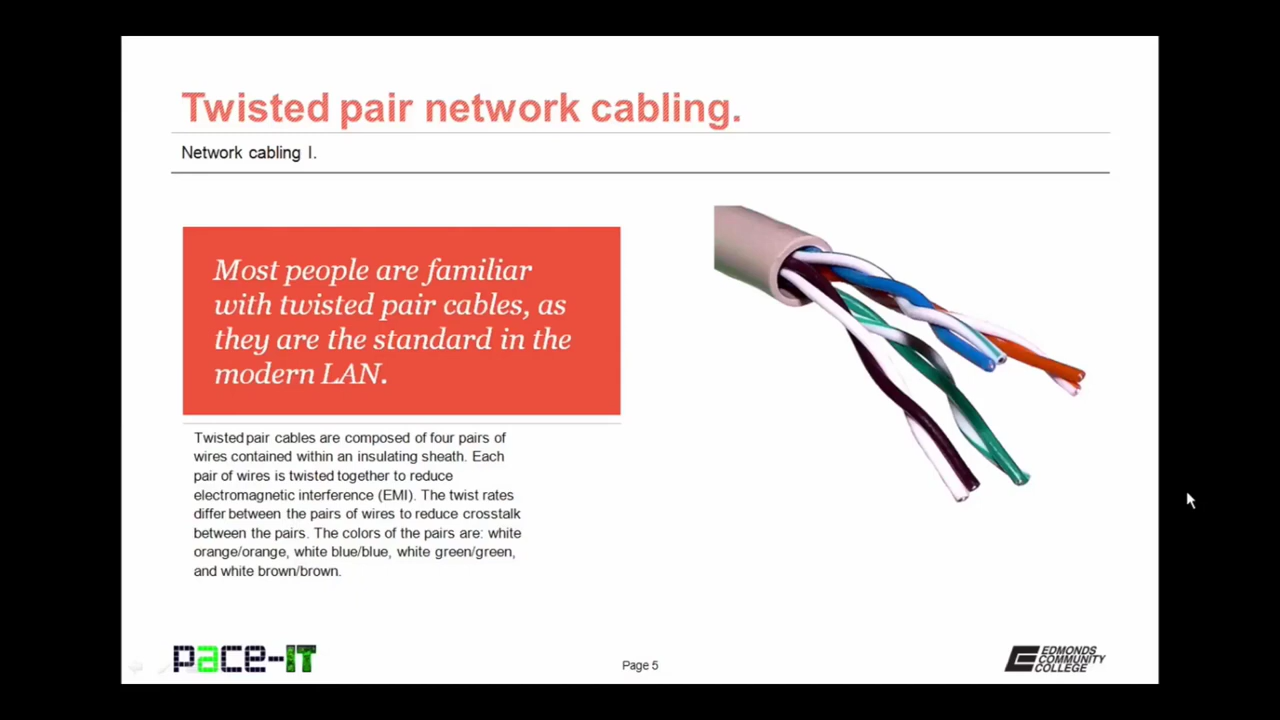 Twisted pair network cabling.
Network cabling I.
Most people are familiar
with twisted pair cables, as
they are the standard in the
modern LAN.
Twisted pair cables are composed of four pairs of
wires contained within an insulating sheath. Each
pair of wires is twisted together to reduce
electromagnetic interference (EMI). The twist rates
differ between the pairs of wires to reduce crosstalk
between the pairs. The colors of the pairs are: white
orange/orange, white blue/blue, white green/green,
and white brown/brown.
pace-IT
Page 5
EDMONDS
COMMUNITY
COLLEGE